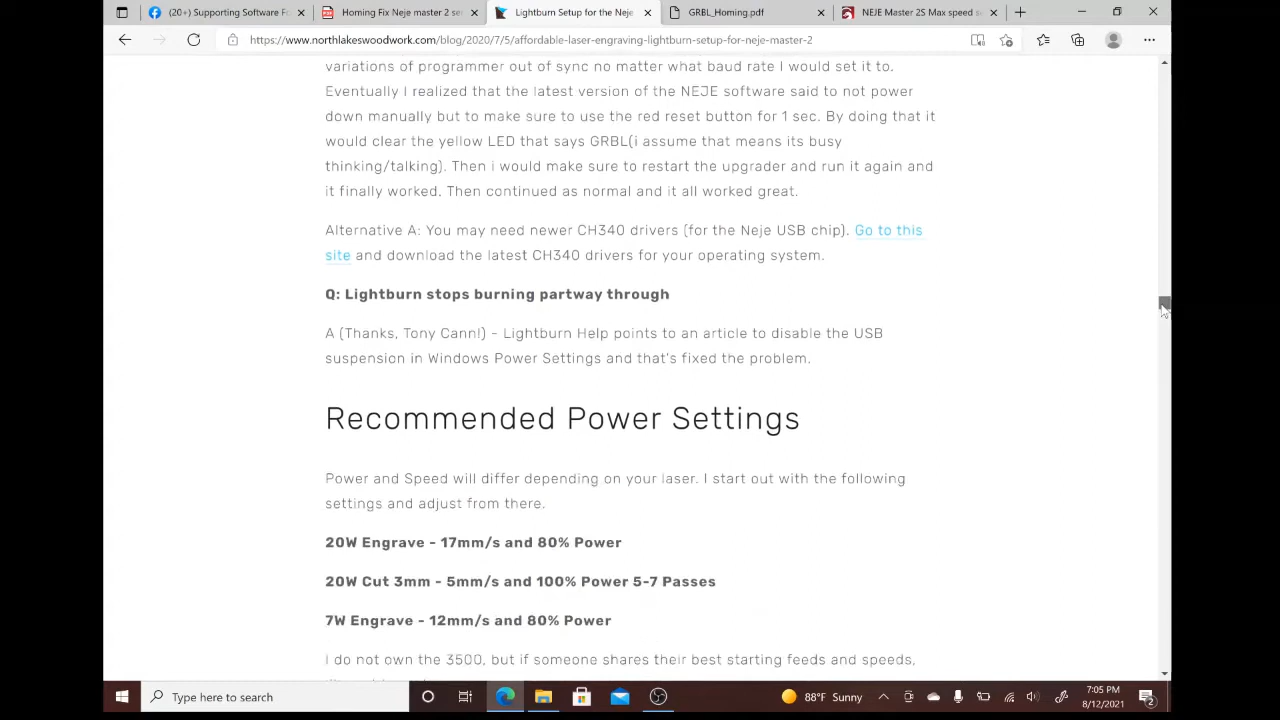 (20+) Supporting Software Fo
Homing Fix Neje master 2 se
Lightburn Setup for the Neje
GRBL_Homing.pdf
NEJE Master 2S Max speed s
https://www.northlakeswoodwork.com/blog/2020/7/5/affordable-laser-engraving-lightburn-setup-for-neje-master-2
variations of programmer out of sync no matter what baud rate I would set it to.
Eventually I realized that the latest version of the NEJE software said to not power
down manually but to make sure to use the red reset button for 1 sec. By doing that it
would clear the yellow LED that says GRBL(i assume that means its busy
thinking/talking). Then i would make sure to restart the upgrader and run it again and
it finally worked. Then continued as normal and it all worked great.
Alternative A: You may need newer CH340 drivers (for the Neje USB chip). Go to this
site and download the latest CH340 drivers for your operating system.
Q: Lightburn stops burning partway through
A (Thanks, Tony Cann!) - Lightburn Help points to an article to disable the USB
suspension in Windows Power Settings and that's fixed the problem.
Recommended Power Settings
Power and Speed will differ depending on your laser. I start out with the following
settings and adjust from there.
20W Engrave - 17mm/s and 80% Power
20W Cut 3mm - 5mm/s and 100% Power 5-7 Passes
7W Engrave - 12mm/s and 80% Power
I do not own the 3500, but if someone shares their best starting feeds and speeds,
Type here to search
88°F Sunny
7:05 PM
8/12/2021
2